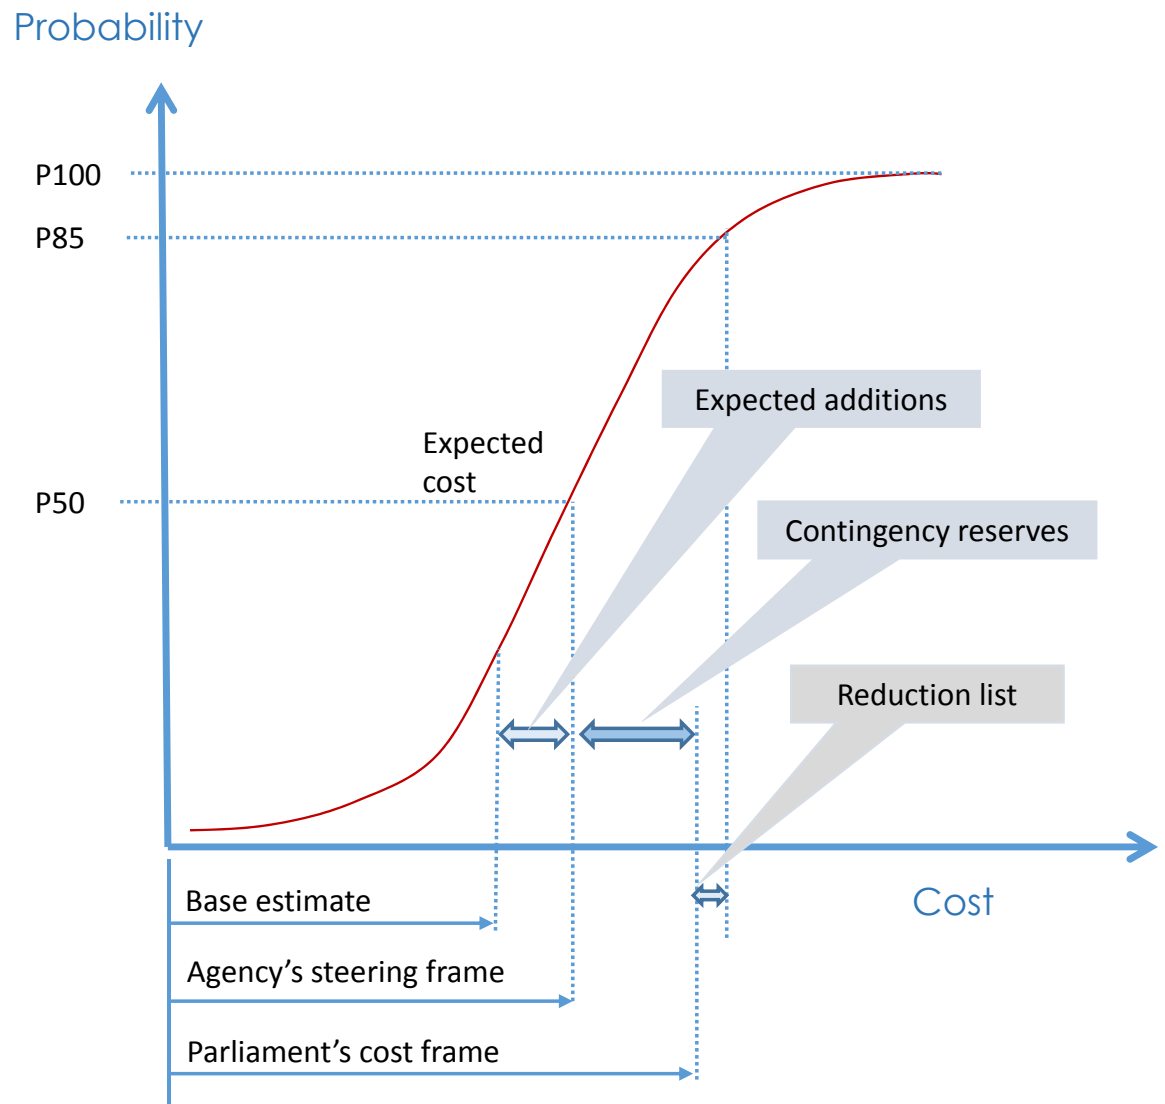 Probability
P100
P85
Expected additions
Expected
cost
P50
Contingency reserves
Reduction list
Base estimate
Cost
Agency's steering frame
Parliament's cost frame